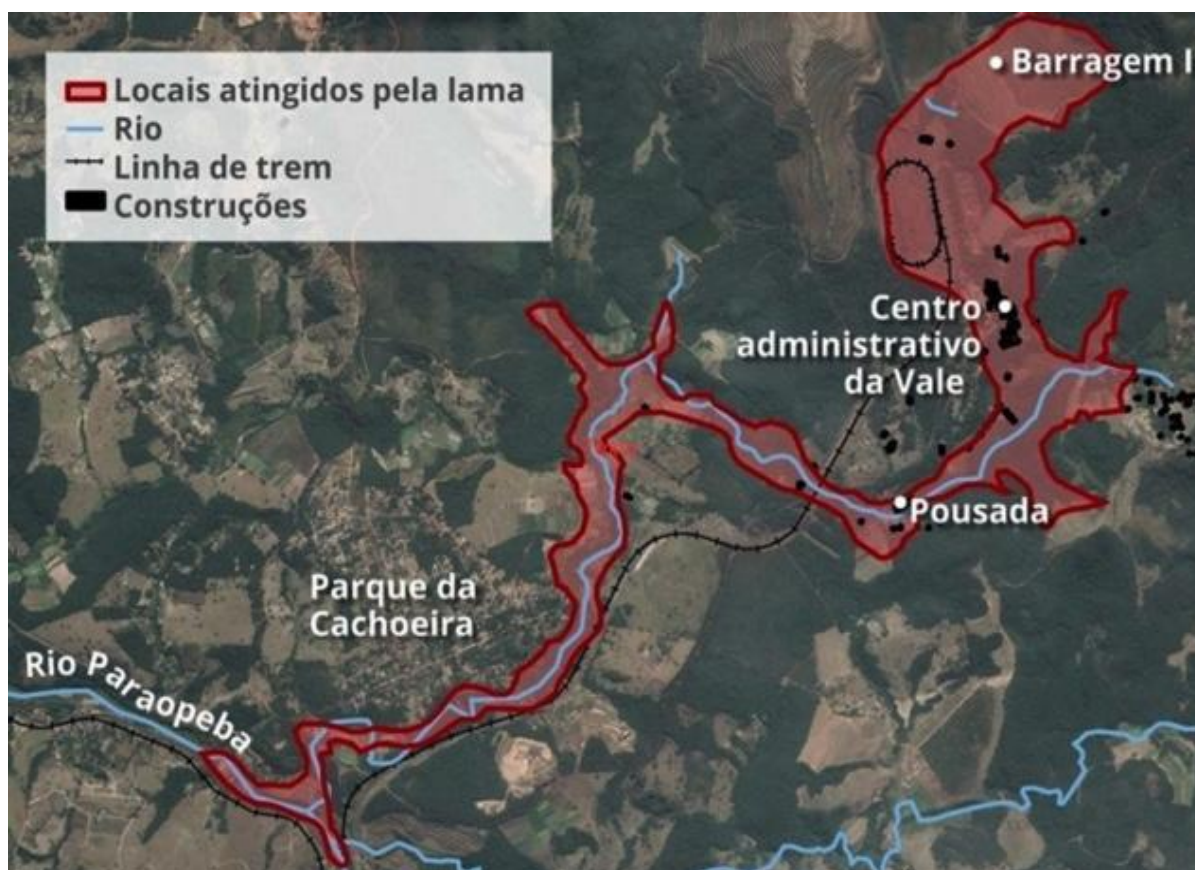 Locais atingidos pela lama
Rio
Linha de trem
Construções
Barragem I
Centro
administrativo
da Vale
Pousada
Parque da
Cachoeira
Rio Paraopeba